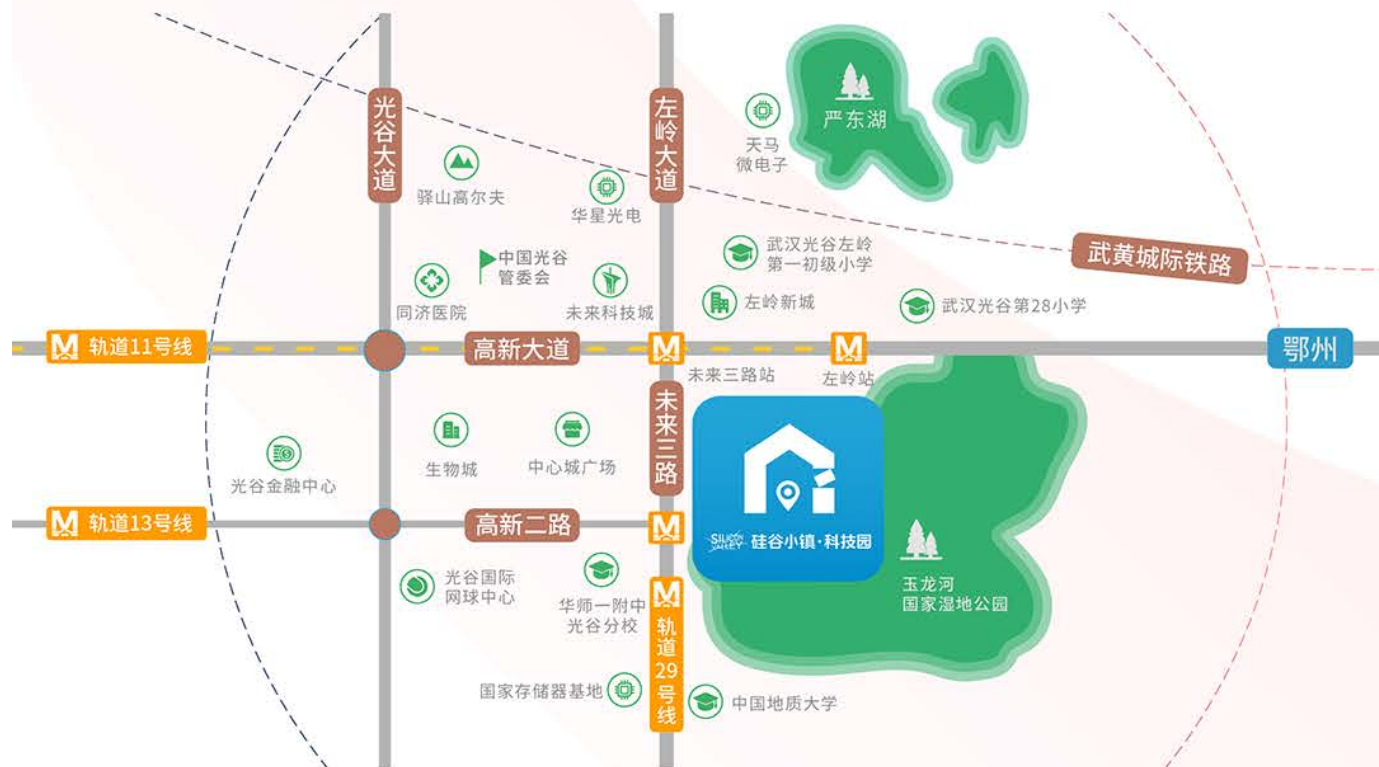 光谷大道
左岭大道
严东湖
天马
微电子
驿山高尔夫
华星光电
武汉光谷左岭
第一初级小学
武黄城际铁路
中国光谷
管委会
同济医院
未来科技城
左岭新城
武汉光谷第28小学
轨道11号线
高新大道
鄂州
未来三路站
左岭站
未来三路
生物城
中心城广场
光谷金融中心
SILICON
VALLEY
硅谷小镇·科技园
轨道13号线
高新二路
玉龙河
国家湿地公园
光谷国际
网球中心
华师一附中
光谷分校
轨道29号线
国家存储器基地
中国地质大学